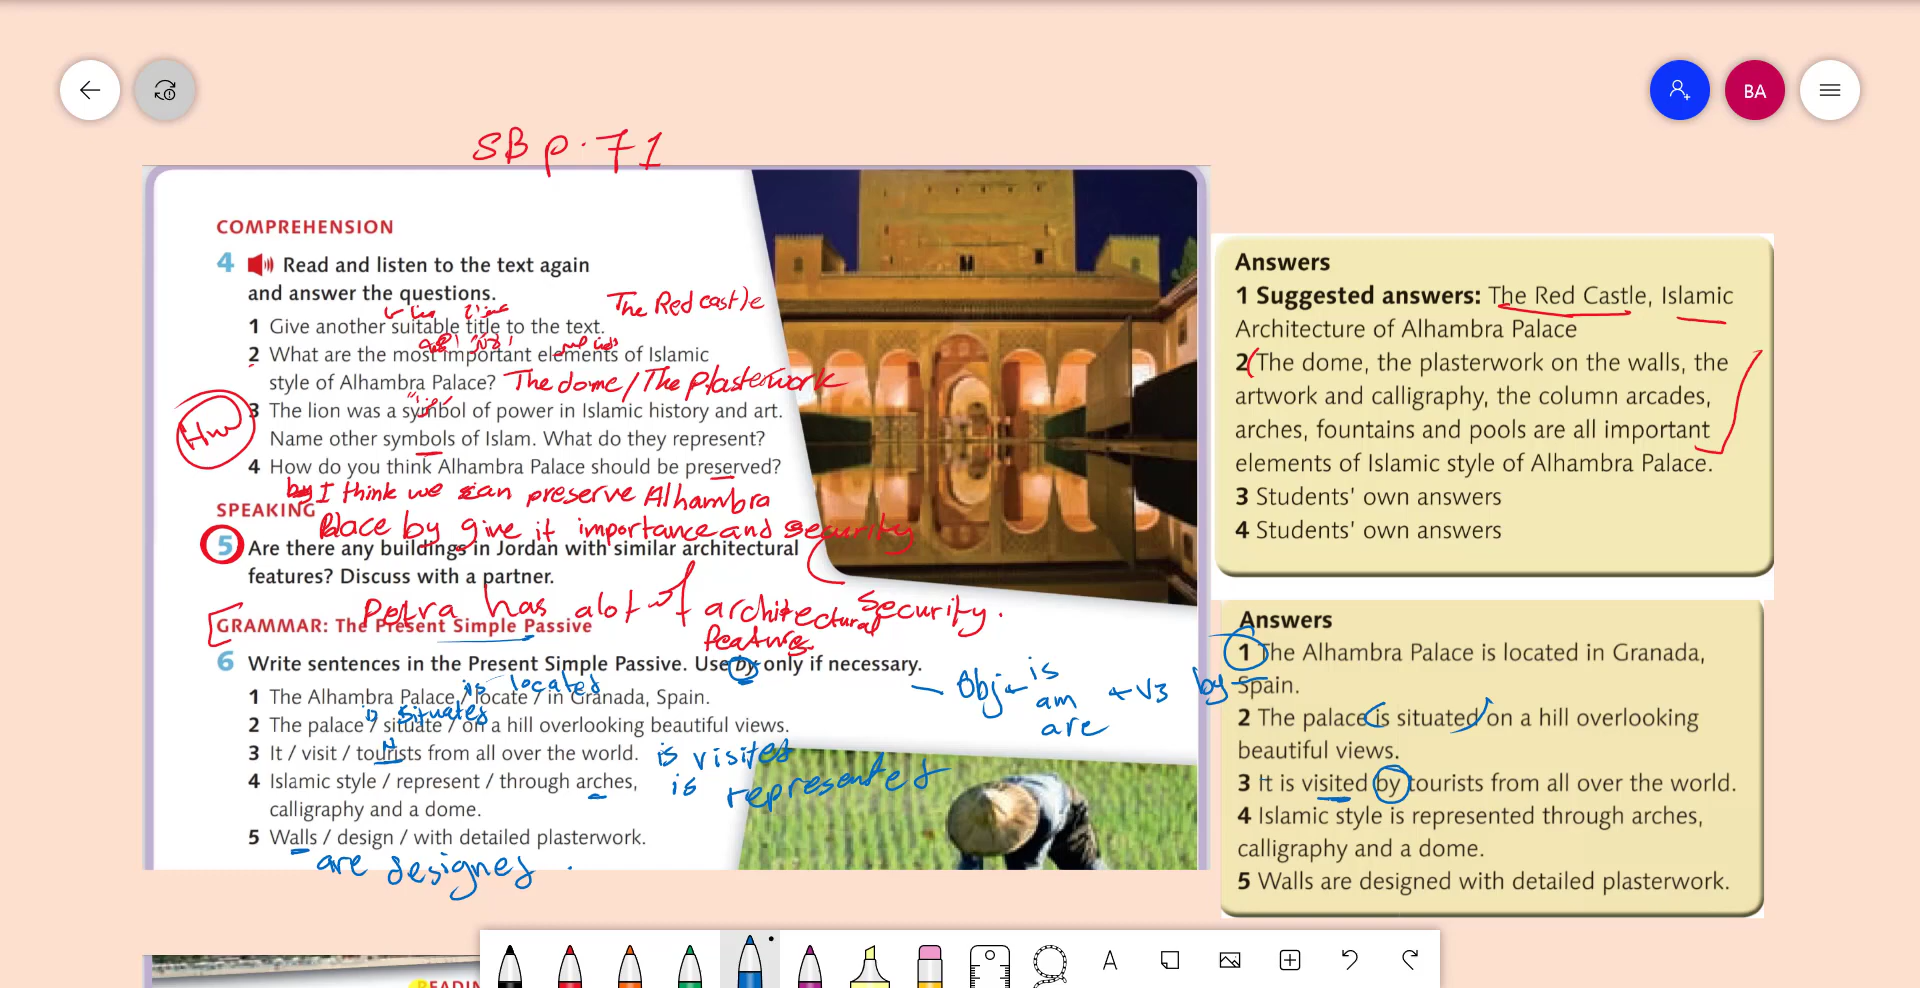 BA
SB p. 71
COMPREHENSION
4 Read and listen to the text again
and answer the questions.
The Red castle
1 Give another suitable title to the text.
2 What are the most important elements of Islamic
style of Alhambra Palace? The dome / The Plasterwork
Hw
3 The lion was a symbol of power in Islamic history and art.
Name other symbols of Islam. What do they represent?
4 How do you think Alhambra Palace should be preserved?
by I think we can preserve Alhambra
SPEAKING
Place by give it importance and security
5 Are there any buildings in Jordan with similar architectural
features? Discuss with a partner.
Petra has alot of architectural security.
features
GRAMMAR: The Present Simple Passive
6 Write sentences in the Present Simple Passive. Use by only if necessary.
is located
1 The Alhambra Palace / locate / in Granada, Spain.
is situated
2 The palace / situate / on a hill overlooking beautiful views.
3 It / visit / tourists from all over the world. is visited
4 Islamic style / represent / through arches, is represented
calligraphy and a dome.
5 Walls / design / with detailed plasterwork.
are designed
Obj + is
am + V3 by
are
Answers
1 Suggested answers: The Red Castle, Islamic
Architecture of Alhambra Palace
2 The dome, the plasterwork on the walls, the
artwork and calligraphy, the column arcades,
arches, fountains and pools are all important
elements of Islamic style of Alhambra Palace.
3 Students' own answers
4 Students' own answers
Answers
1 The Alhambra Palace is located in Granada,
Spain.
2 The palace is situated on a hill overlooking
beautiful views.
3 It is visited by tourists from all over the world.
4 Islamic style is represented through arches,
calligraphy and a dome.
5 Walls are designed with detailed plasterwork.
A